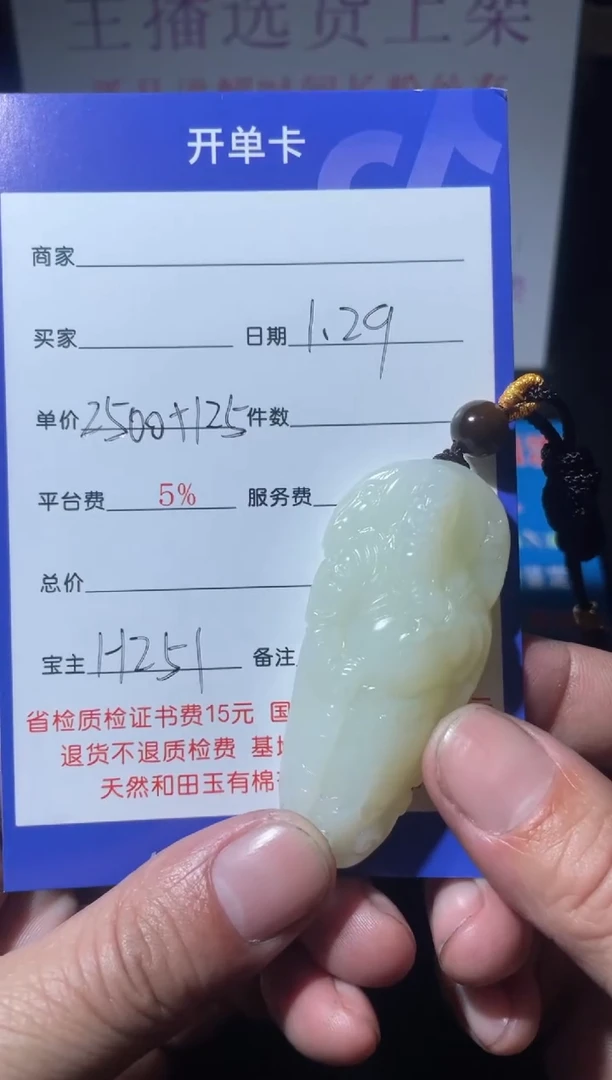 主播选货上架
开单卡
商家
买家 日期 1.29
单价 2500+125 件数
平台费 5% 服务费
总价
宝主 H251 备注
省检质检证书费15元 国
退货不退质检费 基
天然和田玉有棉